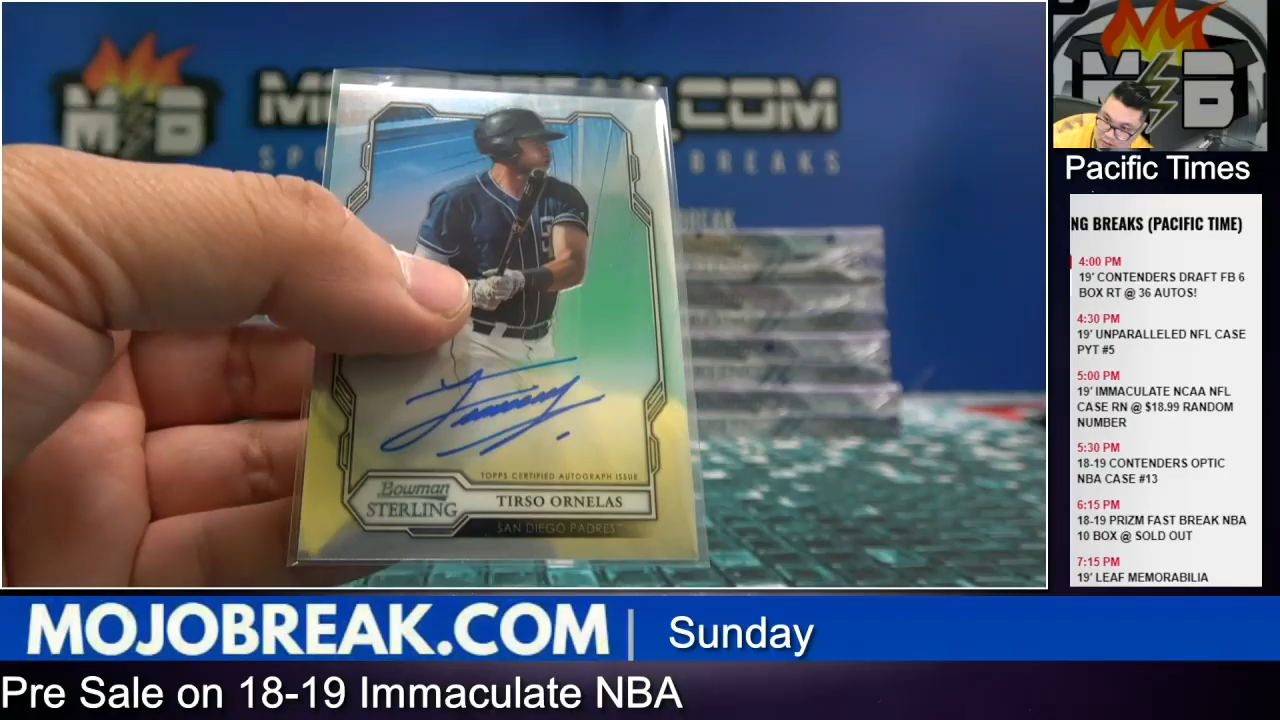 M B
MOJOBREAK.COM
TOPPS CERTIFIED AUTOGRAPH ISSUE
Bowman
STERLING
TIRSO ORNELAS
SAN DIEGO PADRES
M B
Pacific Times
NG BREAKS (PACIFIC TIME)
4:00 PM
19' CONTENDERS DRAFT FB 6
BOX RT @ 36 AUTOS!
4:30 PM
19' UNPARALLELED NFL CASE
PYT #5
5:00 PM
19' IMMACULATE NCAA NFL
CASE RN @ $18.99 RANDOM
NUMBER
5:30 PM
18-19 CONTENDERS OPTIC
NBA CASE #13
6:15 PM
18-19 PRIZM FAST BREAK NBA
10 BOX @ SOLD OUT
7:15 PM
19' LEAF MEMORABILIA
MOJOBREAK.COM | Sunday
Pre Sale on 18-19 Immaculate NBA